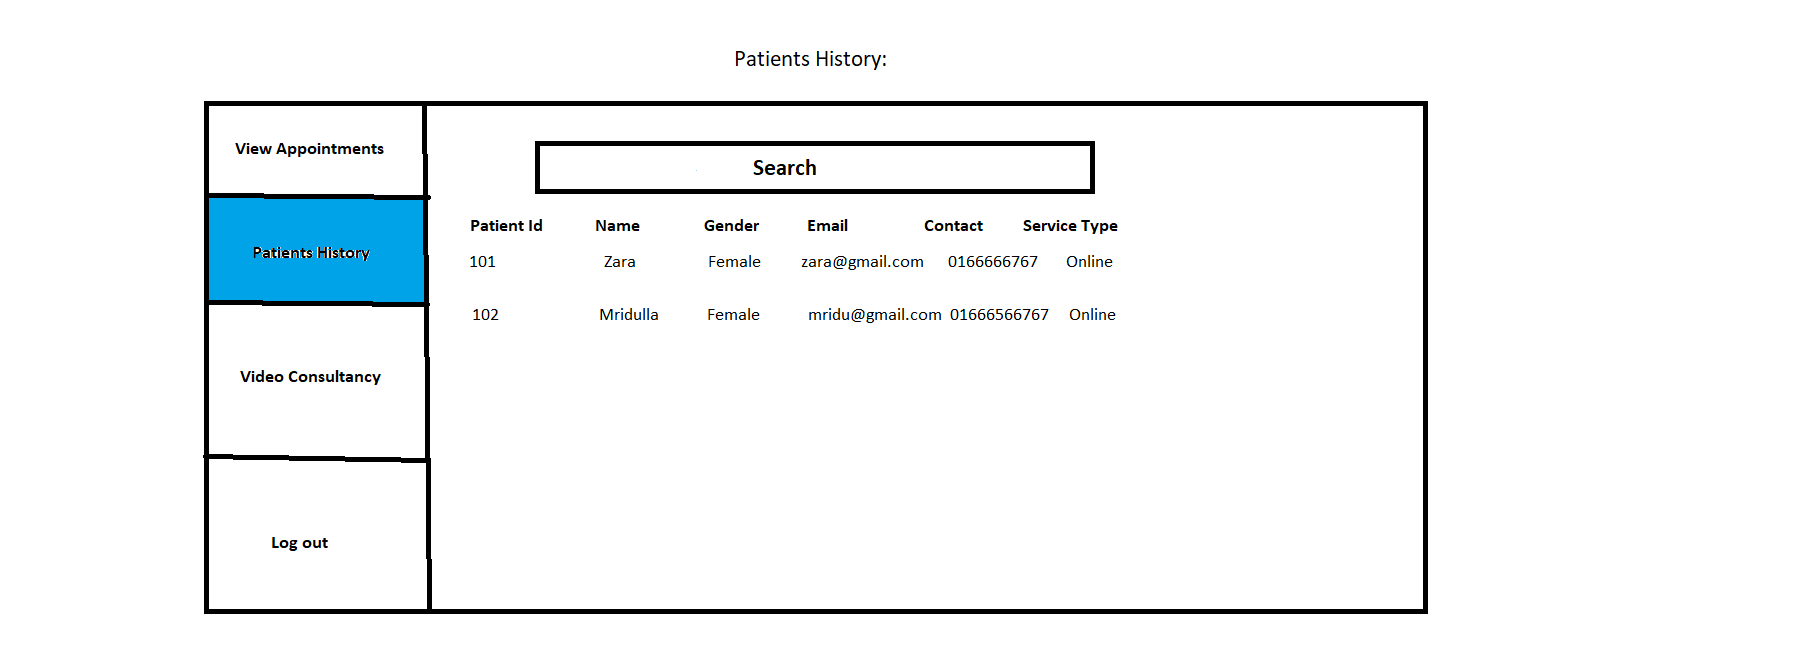 Patients History:
View Appointments
Patients History
Video Consultancy
Log out
Search
Patient Id Name Gender Email Contact Service Type
101 Zara Female zara@gmail.com 0166666767 Online
102 Mridulla Female mridu@gmail.com 01666566767 Online